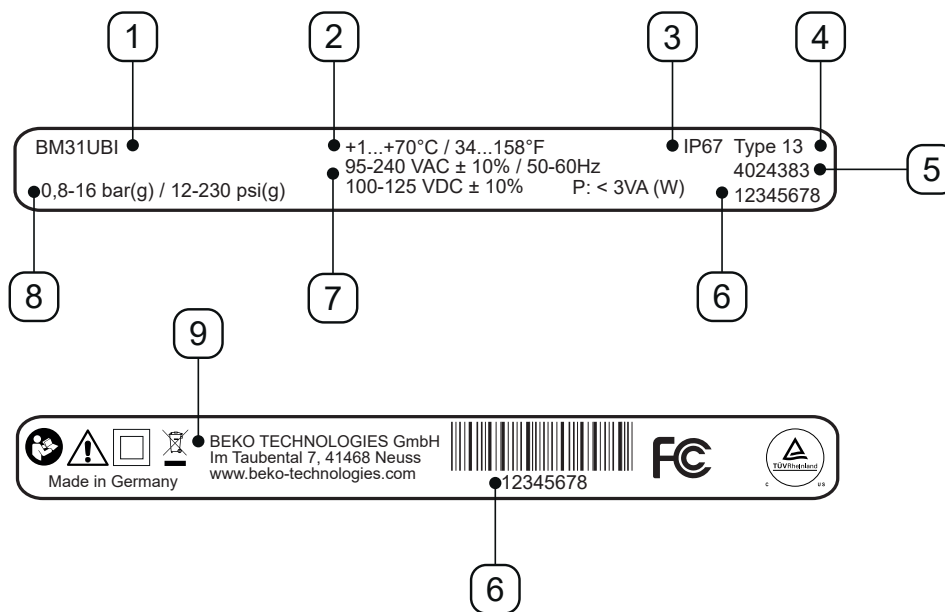 1
2
3
4
BM31UBI
+1...+70°C / 34...158°F
IP67 Type 13
95-240 VAC ± 10% / 50-60Hz
4024383
5
0,8-16 bar(g) / 12-230 psi(g)
100-125 VDC ± 10%
P: < 3VA (W)
12345678
8
7
6
9
BEKO TECHNOLOGIES GmbH
Im Taubental 7, 41468 Neuss
www.beko-technologies.com
Made in Germany
12345678
FC
TÜVRheinland
C US
6